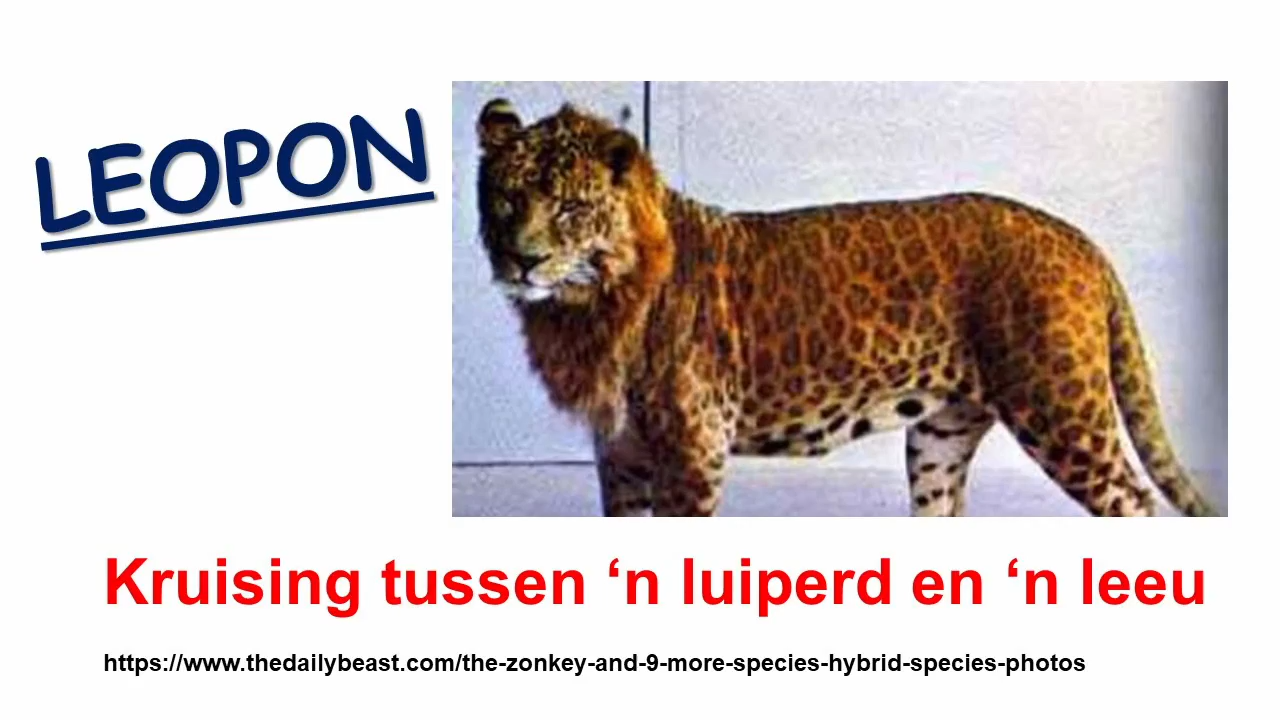 LEOPON
Kruising tussen ‘n luiperd en ‘n leeu
https://www.thedailybeast.com/the-zonkey-and-9-more-species-hybrid-species-photos